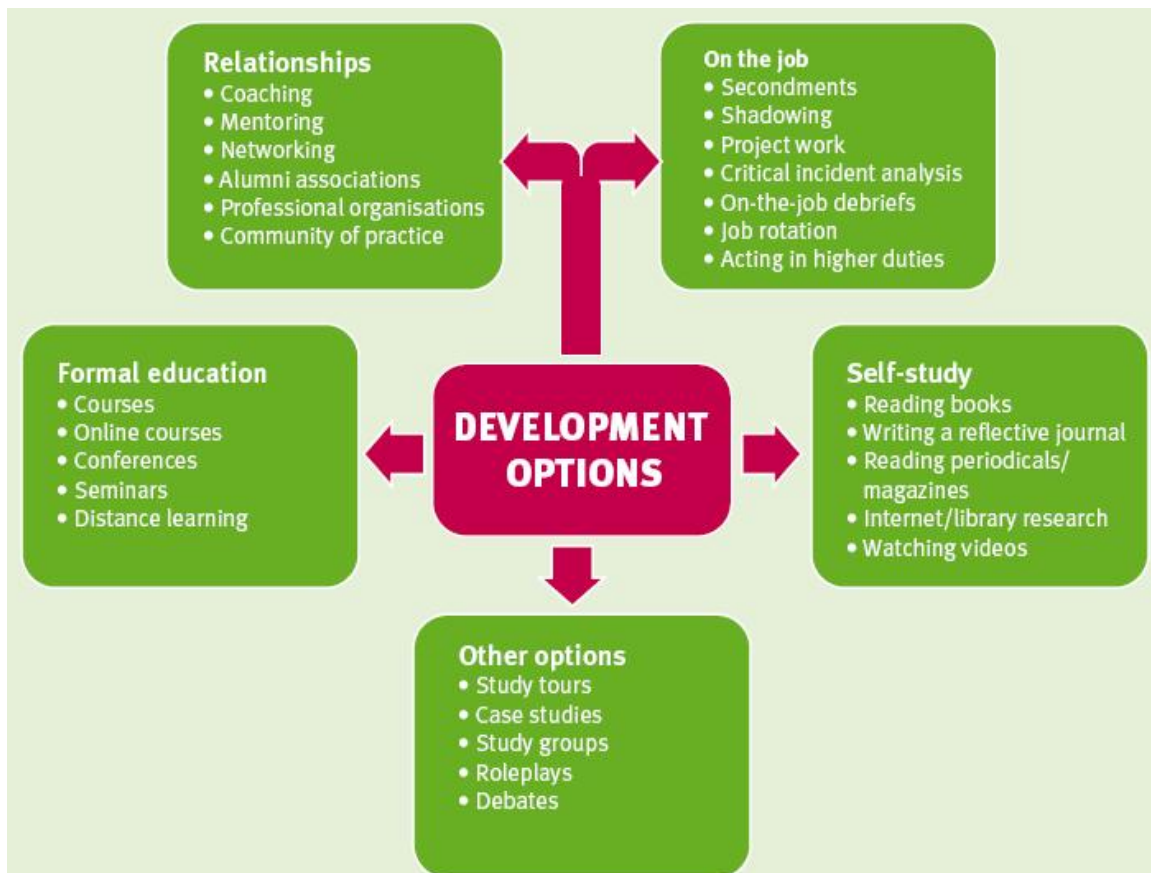 Relationships
• Coaching
• Mentoring
• Networking
• Alumni associations
• Professional organisations
• Community of practice
On the job
• Secondments
• Shadowing
• Project work
• Critical incident analysis
• On-the-job debriefs
• Job rotation
• Acting in higher duties
Formal education
• Courses
• Online courses
• Conferences
• Seminars
• Distance learning
DEVELOPMENT
OPTIONS
Self-study
• Reading books
• Writing a reflective journal
• Reading periodicals/
magazines
• Internet/library research
• Watching videos
Other options
• Study tours
• Case studies
• Study groups
• Roleplays
• Debates